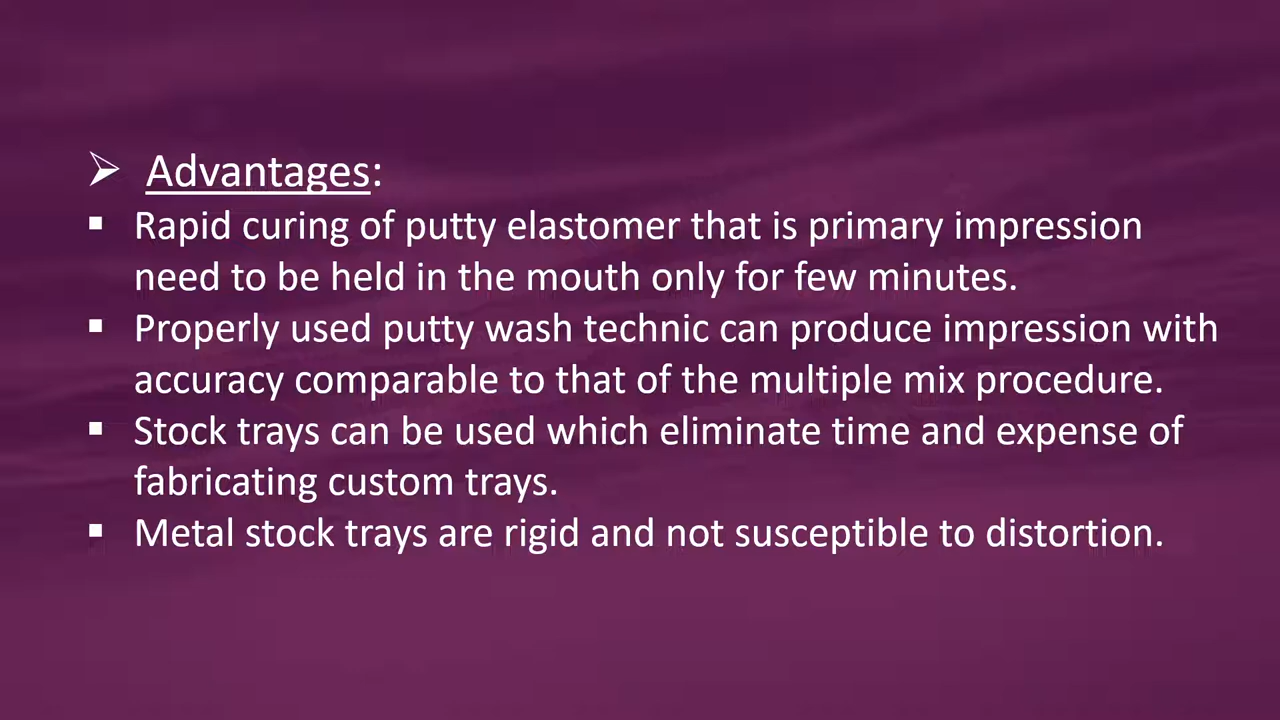 ➢ Advantages:
▪ Rapid curing of putty elastomer that is primary impression
need to be held in the mouth only for few minutes.
▪ Properly used putty wash technic can produce impression with
accuracy comparable to that of the multiple mix procedure.
▪ Stock trays can be used which eliminate time and expense of
fabricating custom trays.
▪ Metal stock trays are rigid and not susceptible to distortion.